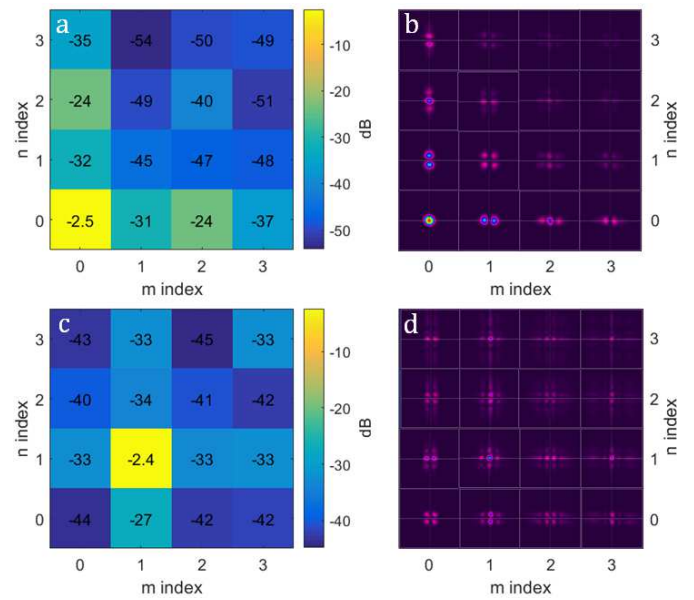 a
b
3
-35 -54 -50 -49
2
-24 -49 -40 -51
1
-32 -45 -47 -48
0
-2.5 -31 -24 -37
n index
0 1 2 3
m index
-10
-20
-30
-40
-50
dB
3
2
1
0
n index
0 1 2 3
m index
c
d
3
-43 -33 -45 -33
2
-40 -34 -41 -42
1
-33 -2.4 -33 -33
0
-44 -27 -42 -42
n index
0 1 2 3
m index
-10
-20
-30
-40
dB
3
2
1
0
n index
0 1 2 3
m index